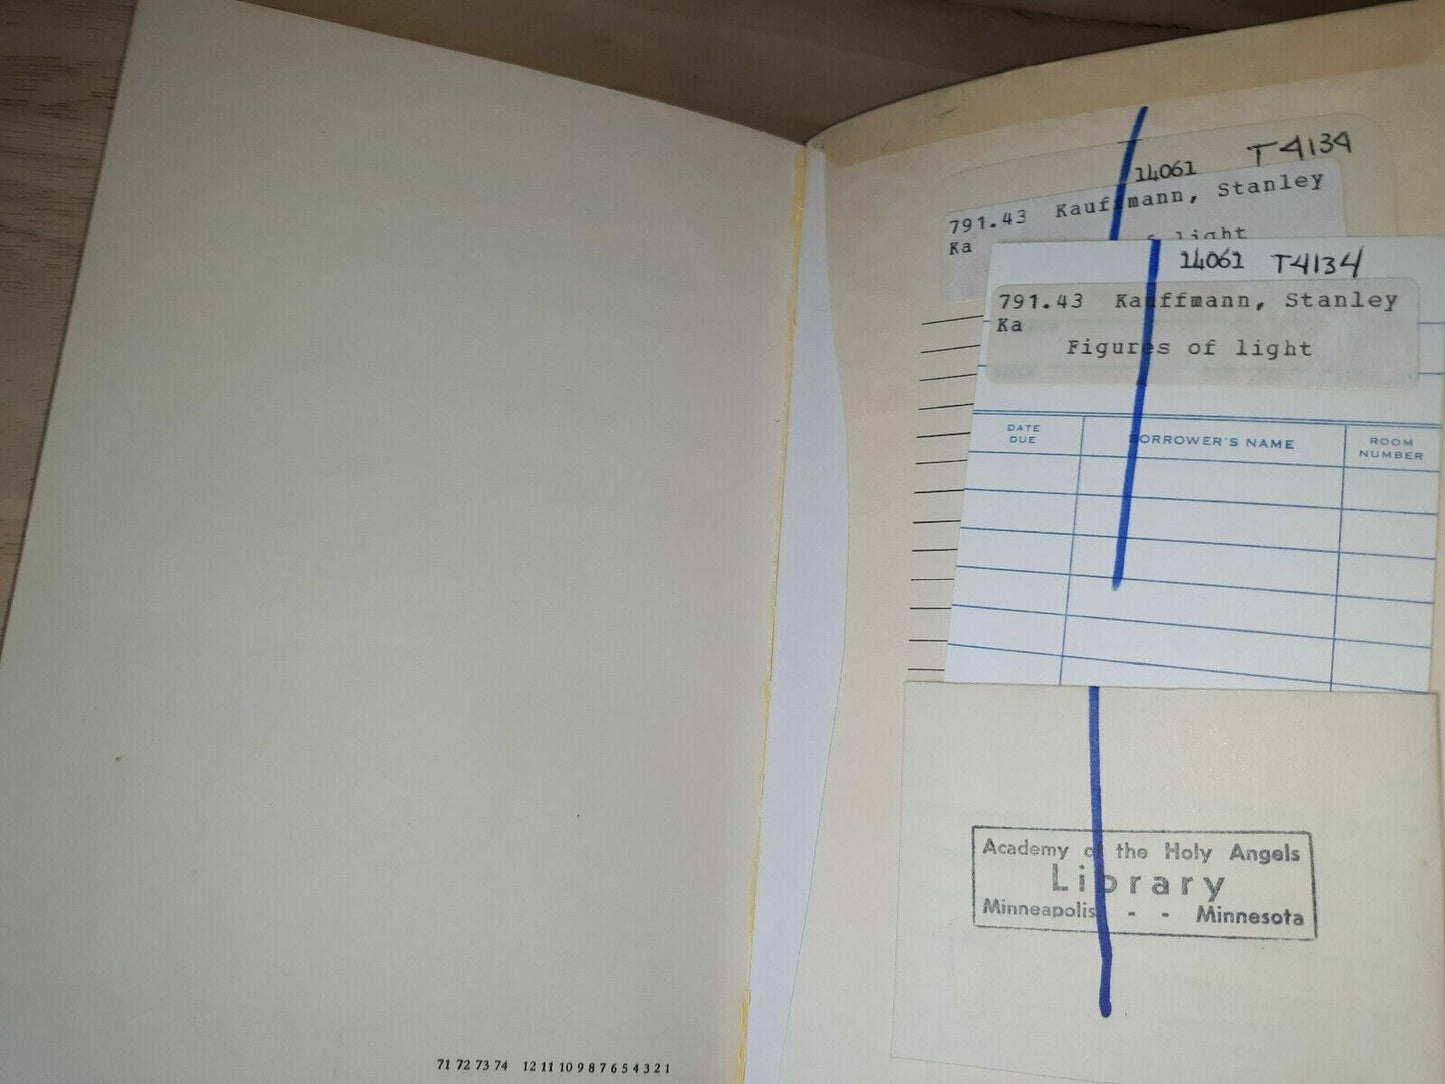 14061 T4134
791.43 Kauffmann, Stanley
Ka
of light
14061 T4134
791.43 Kauffmann, Stanley
Ka
Figures of light
DATE DUE BORROWER'S NAME ROOM NUMBER
Academy of the Holy Angels
Library
Minneapolis - - Minnesota
71 72 73 74 12 11 10 9 8 7 6 5 4 3 2 1